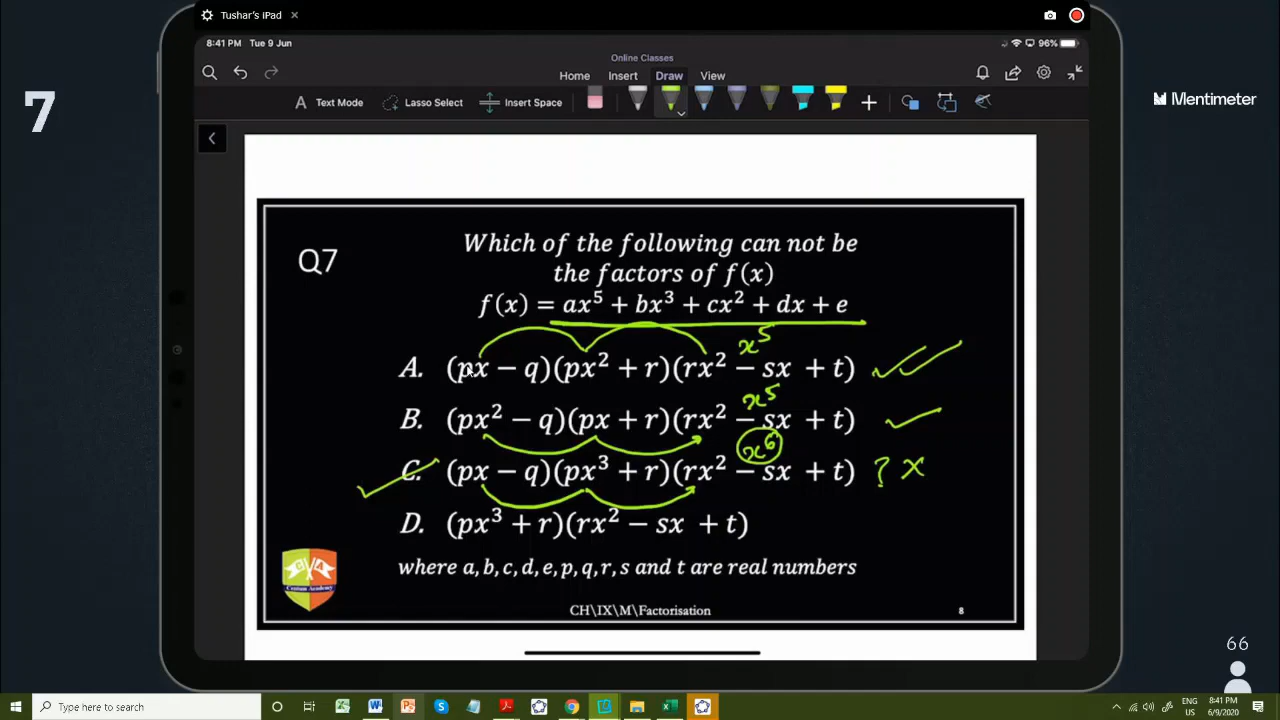 Tushar's iPad ×
7
Mentimeter
8:41 PM Tue 9 Jun
96%
Online Classes
Home Insert Draw View
Text Mode Lasso Select Insert Space
Q7
Which of the following can not be
the factors of f(x)
f(x) = ax⁵ + bx³ + cx² + dx + e
x⁵
A. (px − q)(px² + r)(rx² − sx + t)
x⁵
B. (px² − q)(px + r)(rx² − sx + t)
x⁶
C. (px − q)(px³ + r)(rx² − sx + t) ? x
D. (px³ + r)(rx² − sx + t)
where a, b, c, d, e, p, q, r, s and t are real numbers
Centum Academy
CH\IX\M\Factorisation 8
66
Type here to search
ENG 8:41 PM
US 6/9/2020